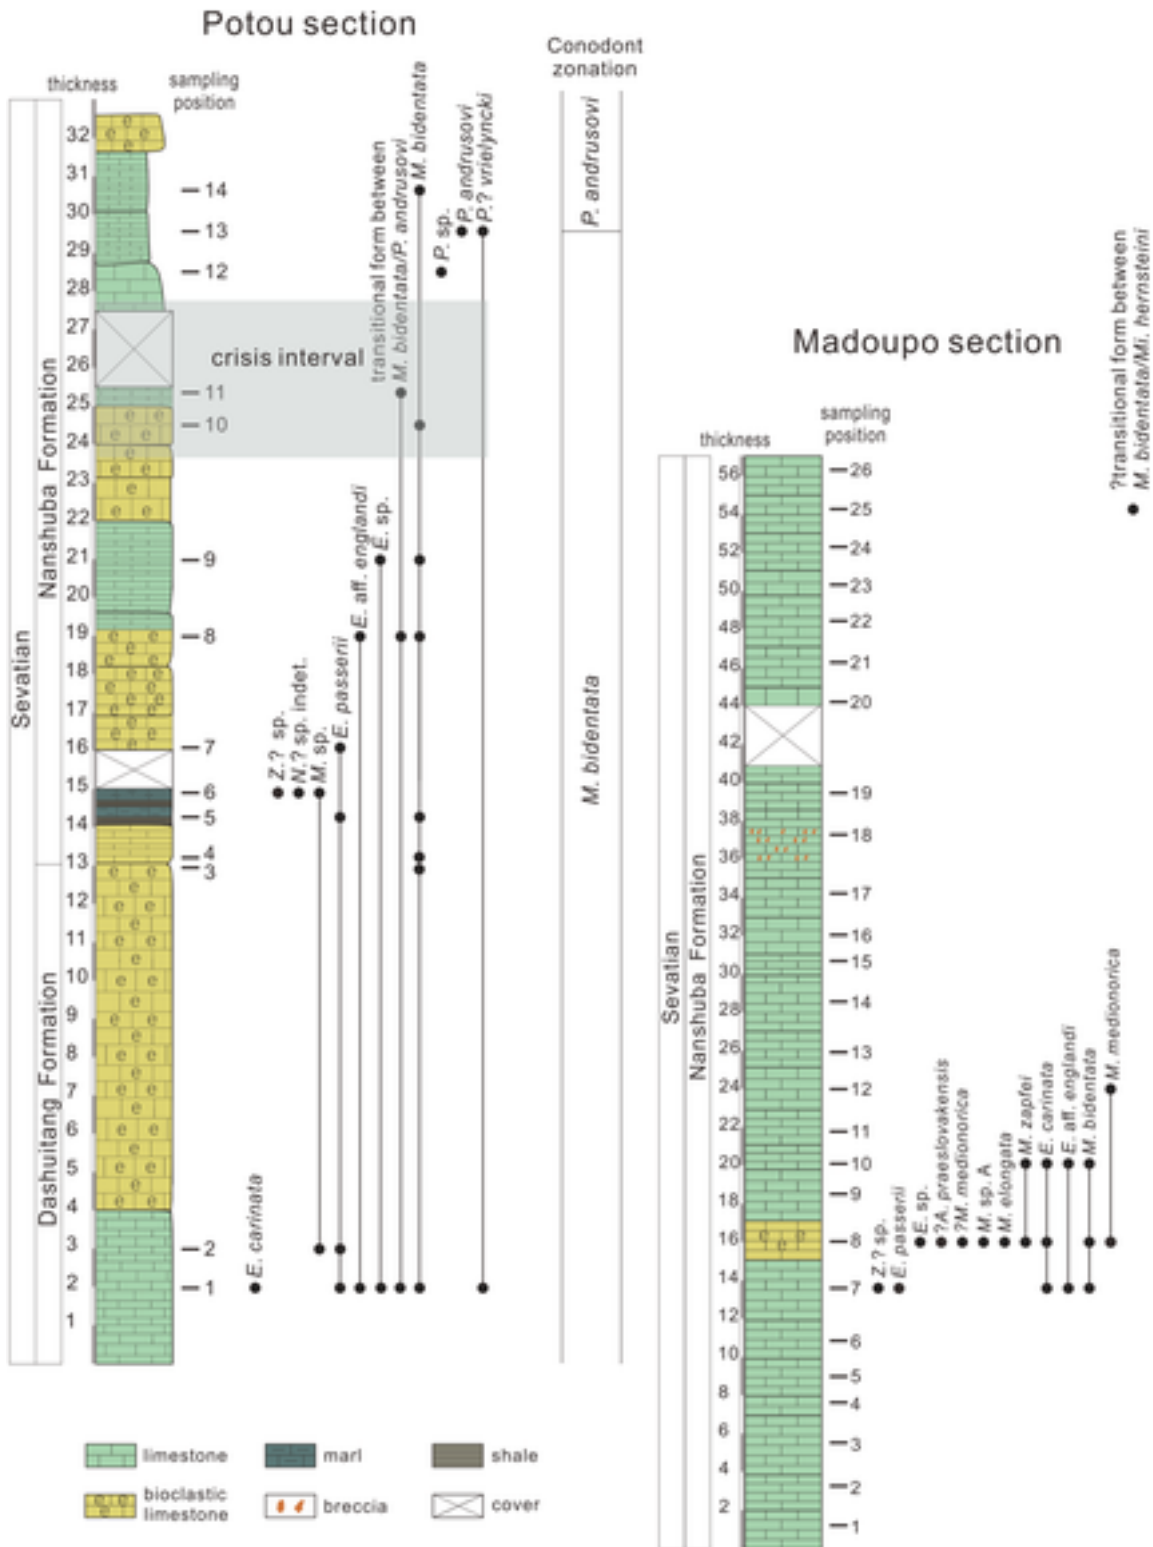 Potou section
thickness
sampling
position
Conodont
zonation
32
31
30
29
28
27
26
25
24
23
22
21
20
19
18
17
16
15
14
13
12
11
10
9
8
7
6
5
4
3
2
1
14
13
12
11
10
9
8
7
6
5
4
3
2
1
Sevatian
Nanshuba Formation
Dashuitang Formation
crisis interval
E. carinata
Z.? sp.
N.? sp. indet..
M. sp.
E. passerii
E. aff. englandi
E. sp.
transitional form between
M. bidentata/P. andrusovi
M. bidentata
P. sp.
P. andrusovi
P.? vrielyncki
P. andrusovi
M. bidentata
Madoupo section
thickness
sampling
position
56
54
52
50
48
46
44
42
40
38
36
34
32
30
28
26
24
22
20
18
16
14
12
10
8
6
4
2
26
25
24
23
22
21
20
19
18
17
16
15
14
13
12
11
10
9
8
7
6
5
4
3
2
1
Sevatian
Nanshuba Formation
Z.? sp.
E. passerii
E. sp.
?A. praeslovakensis
?M. medionorica
M. sp. A
M. elongata
M. zapfei
E. carinata
E. aff. englandi
M. bidentata
M. medionorica
?transitional form between
M. bidentata/Mi. hernsteini
limestone
marl
shale
bioclastic
limestone
breccia
cover